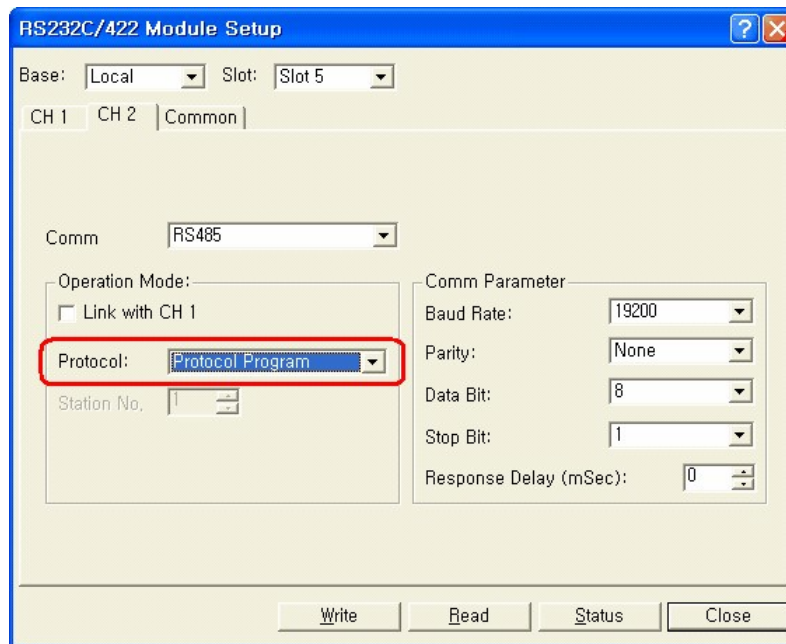 RS232C/422 Module Setup
Base: Local Slot: Slot 5
CH 1 CH 2 Common
Comm RS485
Operation Mode:
Link with CH 1
Protocol: Protocol Program
Station No, 1
Comm Parameter
Baud Rate: 19200
Parity: None
Data Bit: 8
Stop Bit: 1
Response Delay (mSec): 0
Write Read Status Close